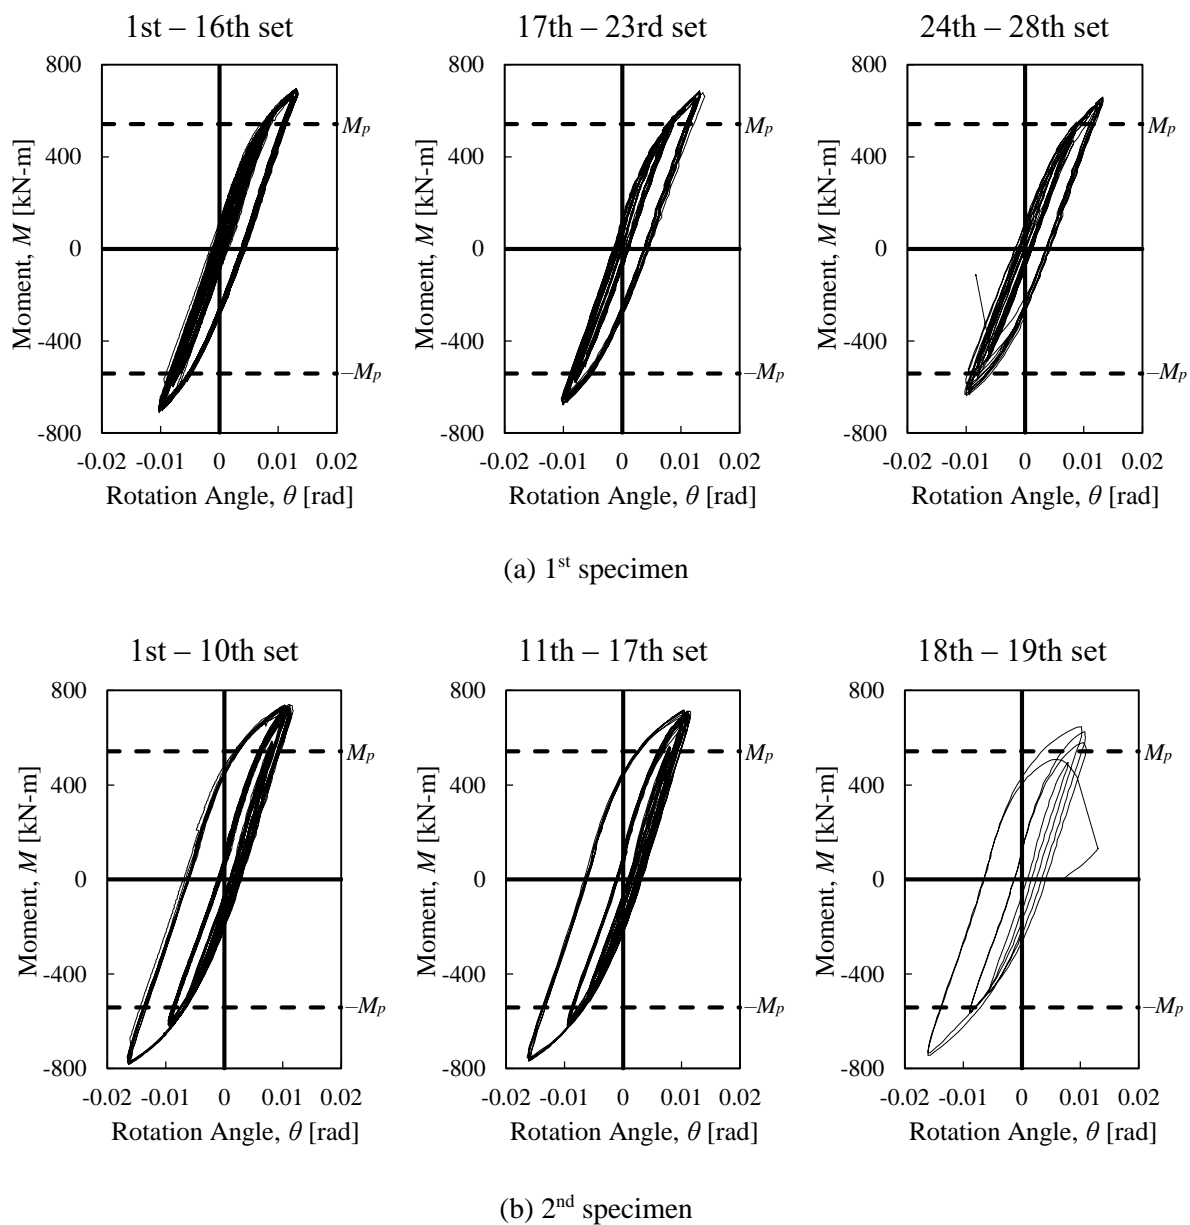 1st – 16th set
17th – 23rd set
24th – 28th set
800
400
0
-400
-800
-0.02 -0.01 0 0.01 0.02
Moment, M [kN-m]
Rotation Angle, θ [rad]
Mp
–Mp
800
400
0
-400
-800
-0.02 -0.01 0 0.01 0.02
Moment, M [kN-m]
Rotation Angle, θ [rad]
Mp
–Mp
800
400
0
-400
-800
-0.02 -0.01 0 0.01 0.02
Moment, M [kN-m]
Rotation Angle, θ [rad]
Mp
–Mp
(a) 1st specimen
1st – 10th set
11th – 17th set
18th – 19th set
800
400
0
-400
-800
-0.02 -0.01 0 0.01 0.02
Moment, M [kN-m]
Rotation Angle, θ [rad]
Mp
–Mp
800
400
0
-400
-800
-0.02 -0.01 0 0.01 0.02
Moment, M [kN-m]
Rotation Angle, θ [rad]
Mp
–Mp
800
400
0
-400
-800
-0.02 -0.01 0 0.01 0.02
Moment, M [kN-m]
Rotation Angle, θ [rad]
Mp
–Mp
(b) 2nd specimen